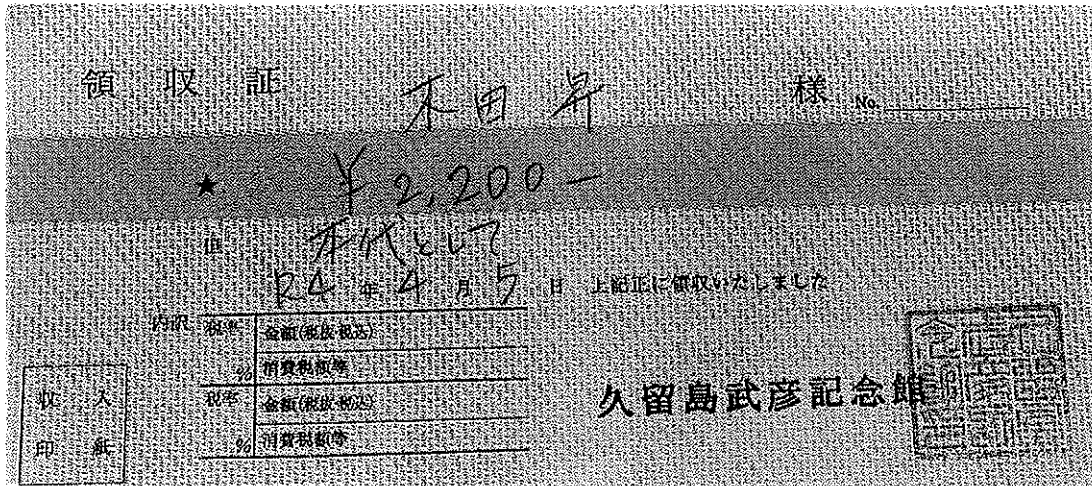 領収証 木田 昇 様 No.
★ ¥2,200-
但 本代として
R4年4月5日 上記正に領収いたしました
内訳 税率 金額(税抜・税込)
% 消費税額等
税率 金額(税抜・税込)
% 消費税額等
収入
印紙
久留島武彦記念館